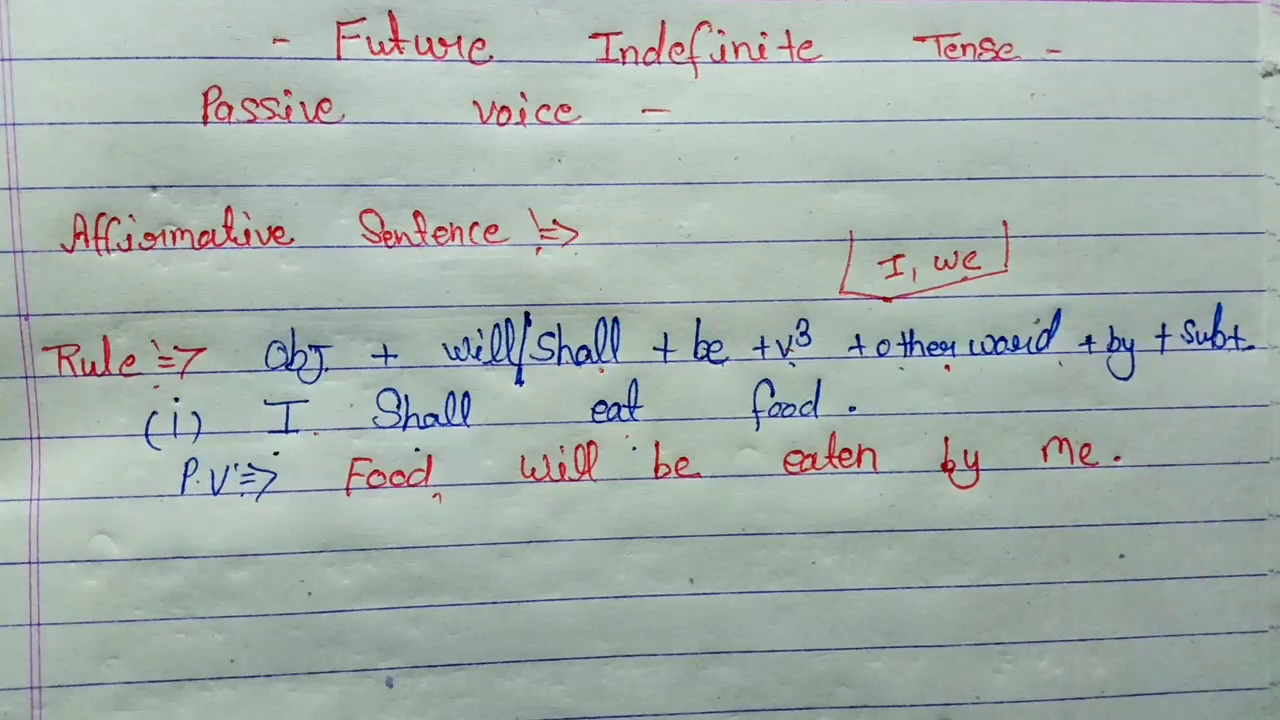 - Future Indefinite Tense -
Passive voice -
Affirmative Sentence :=>
I, we
Rule :=> Obj. + will/shall + be + v³ + other word + by + subt.
(i) I shall eat food.
P.V :=> Food will be eaten by me.